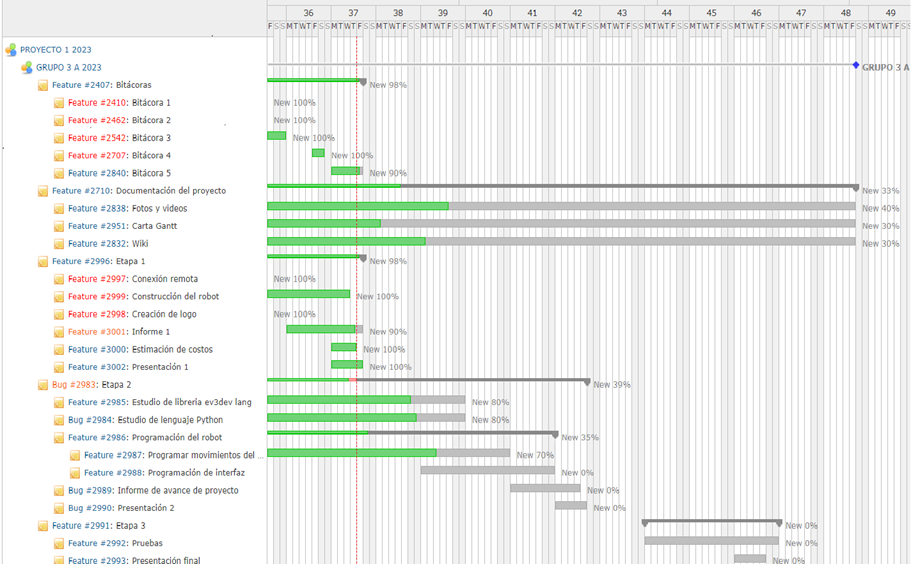 36 37 38 39 40 41 42 43 44 45 46 47 48 49
F S S M T W T F S S M T W T F S S M T W T F S S M T W T F S S M T W T F S S M T W T F S S M T W T F S S M T W T F S S M T W T F S S M T W T F S S M T W T F S S M T W T F S S M T W T F S S M T W T F S
PROYECTO 1 2023
GRUPO 3 A 2023 GRUPO 3 A
Feature #2407: Bitácoras New 98%
Feature #2410: Bitácora 1 New 100%
Feature #2462: Bitácora 2 New 100%
Feature #2542: Bitácora 3 New 100%
Feature #2707: Bitácora 4 New 100%
Feature #2840: Bitácora 5 New 90%
Feature #2710: Documentación del proyecto New 33%
Feature #2838: Fotos y videos New 40%
Feature #2951: Carta Gantt New 30%
Feature #2832: Wiki New 30%
Feature #2996: Etapa 1 New 98%
Feature #2997: Conexión remota New 100%
Feature #2999: Construcción del robot New 100%
Feature #2998: Creación de logo New 100%
Feature #3001: Informe 1 New 90%
Feature #3000: Estimación de costos New 100%
Feature #3002: Presentación 1 New 100%
Bug #2983: Etapa 2 New 39%
Feature #2985: Estudio de libreria ev3dev lang New 80%
Bug #2984: Estudio de lenguaje Python New 80%
Feature #2986: Programación del robot New 35%
Feature #2987: Programar movimientos del ... New 70%
Feature #2988: Programación de interfaz New 0%
Bug #2989: Informe de avance de proyecto New 0%
Bug #2990: Presentación 2 New 0%
Feature #2991: Etapa 3 New 0%
Feature #2992: Pruebas New 0%
Feature #2993: Presentación final New 0%